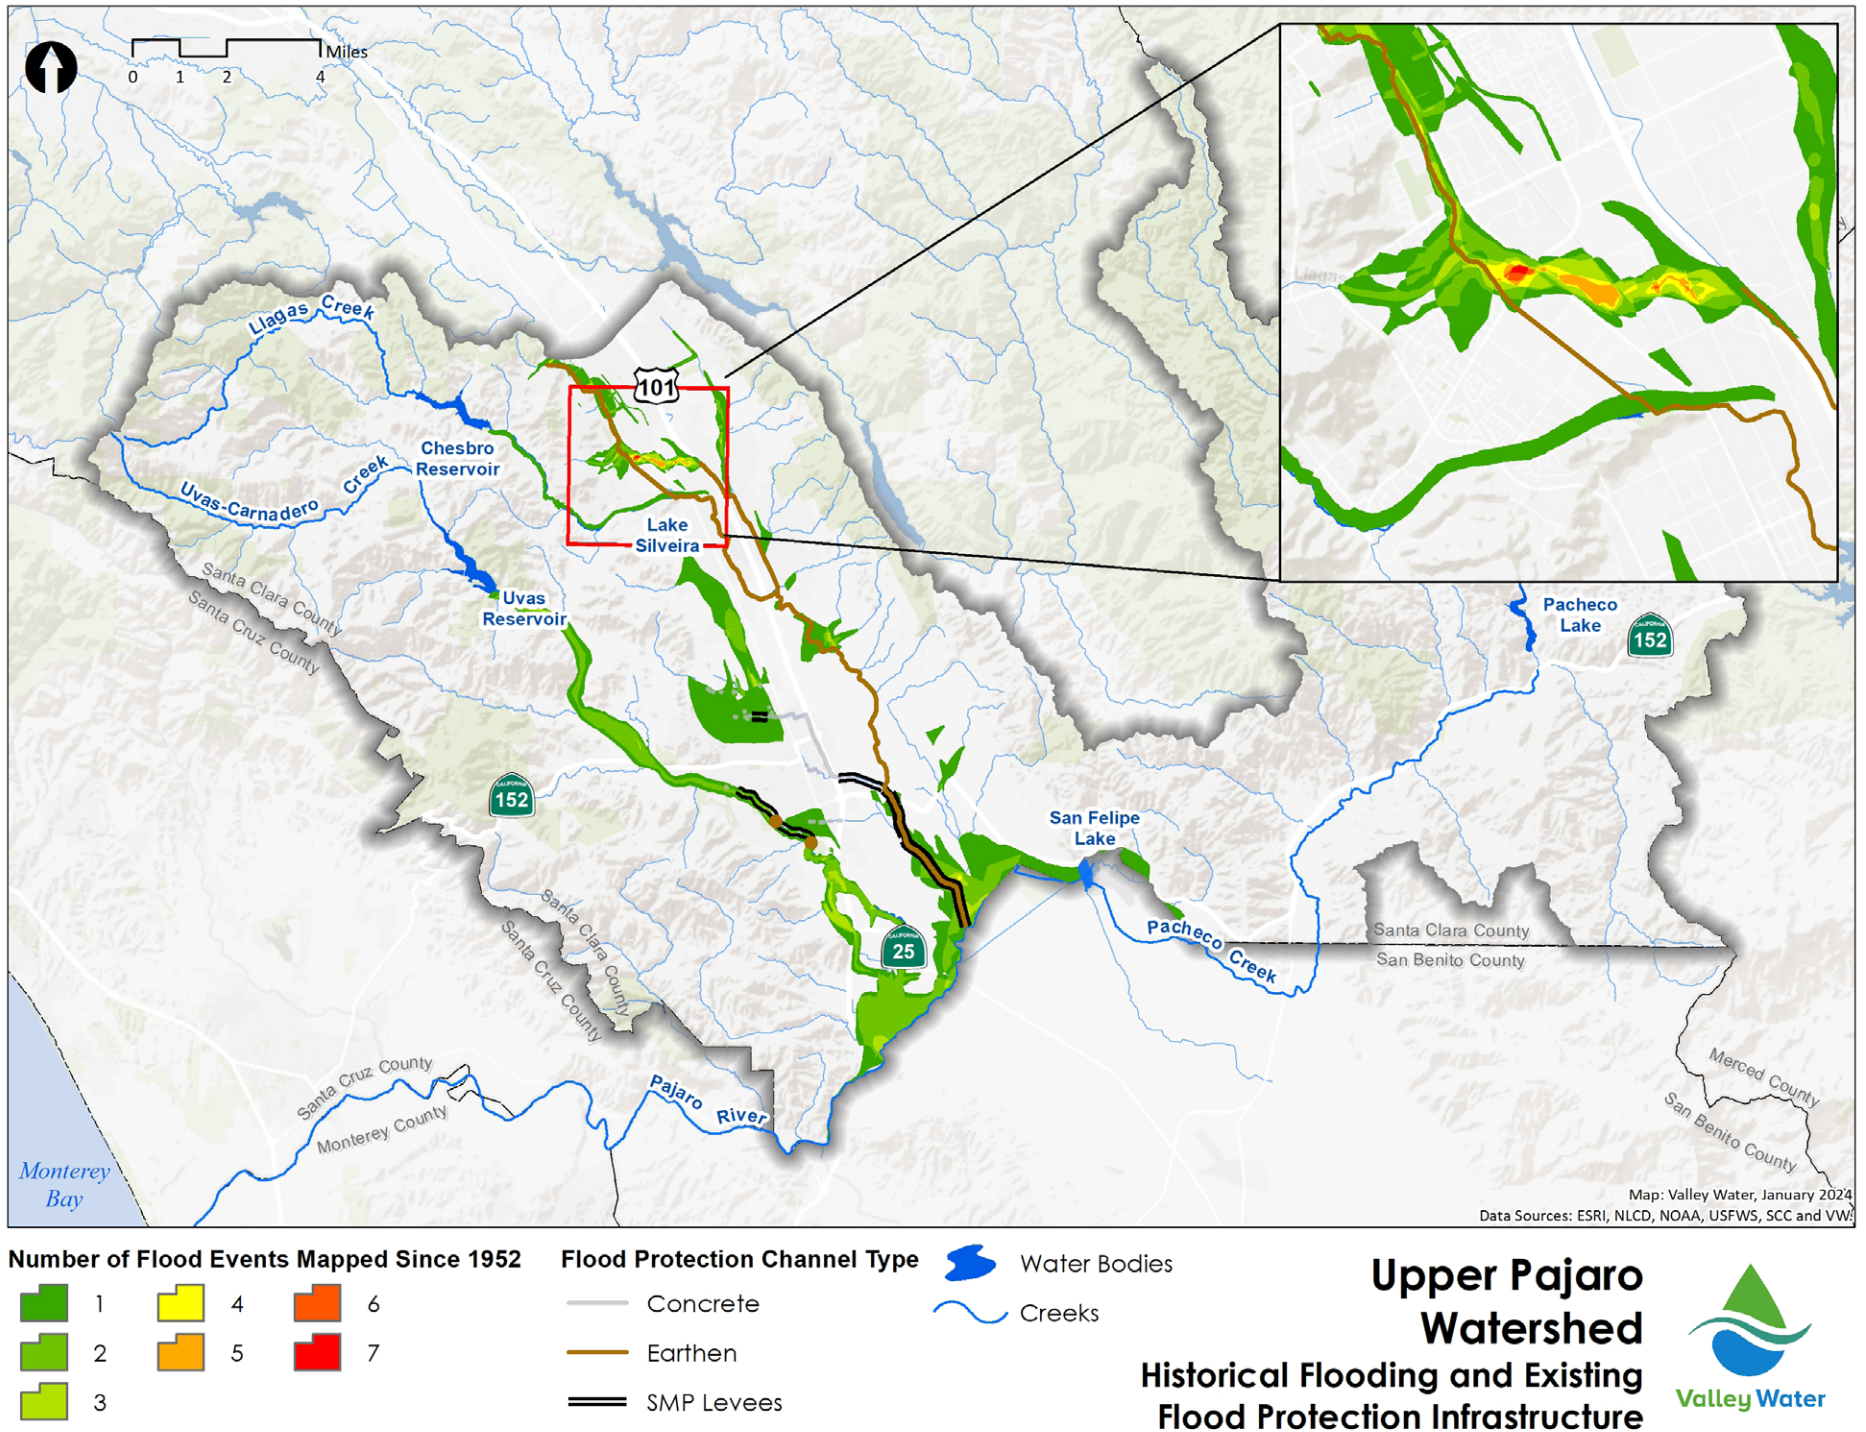 Miles
0 1 2 4
Llagas Creek
101
Llagas
Chesbro
Reservoir
Uvas-Carnadero Creek
Lake
Silveira
Santa Clara County
Santa Cruz County
Uvas
Reservoir
Pacheco
Lake
CALIFORNIA
152
CALIFORNIA
152
San Felipe
Lake
Santa Clara County
Santa Cruz County
CALIFORNIA
25
Pacheco Creek
Santa Clara County
San Benito County
Santa Cruz County
Monterey County
Pajaro River
Merced County
San Benito County
Monterey
Bay
Map: Valley Water, January 2024
Data Sources: ESRI, NLCD, NOAA, USFWS, SCC and VW.
Number of Flood Events Mapped Since 1952
1
2
3
4
5
6
7
Flood Protection Channel Type
Concrete
Earthen
SMP Levees
Water Bodies
Creeks
Upper Pajaro
Watershed
Historical Flooding and Existing
Flood Protection Infrastructure
Valley Water